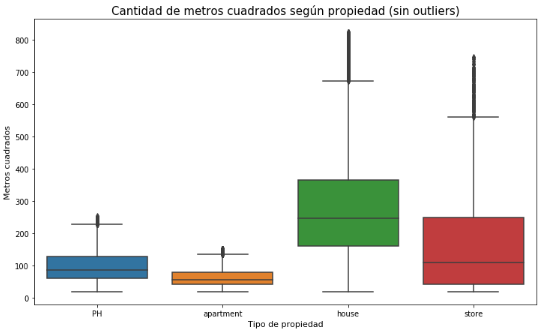 Cantidad de metros cuadrados según propiedad (sin outliers)
800
700
600
500
400
300
200
100
0
Metros cuadrados
PH apartment house store
Tipo de propiedad